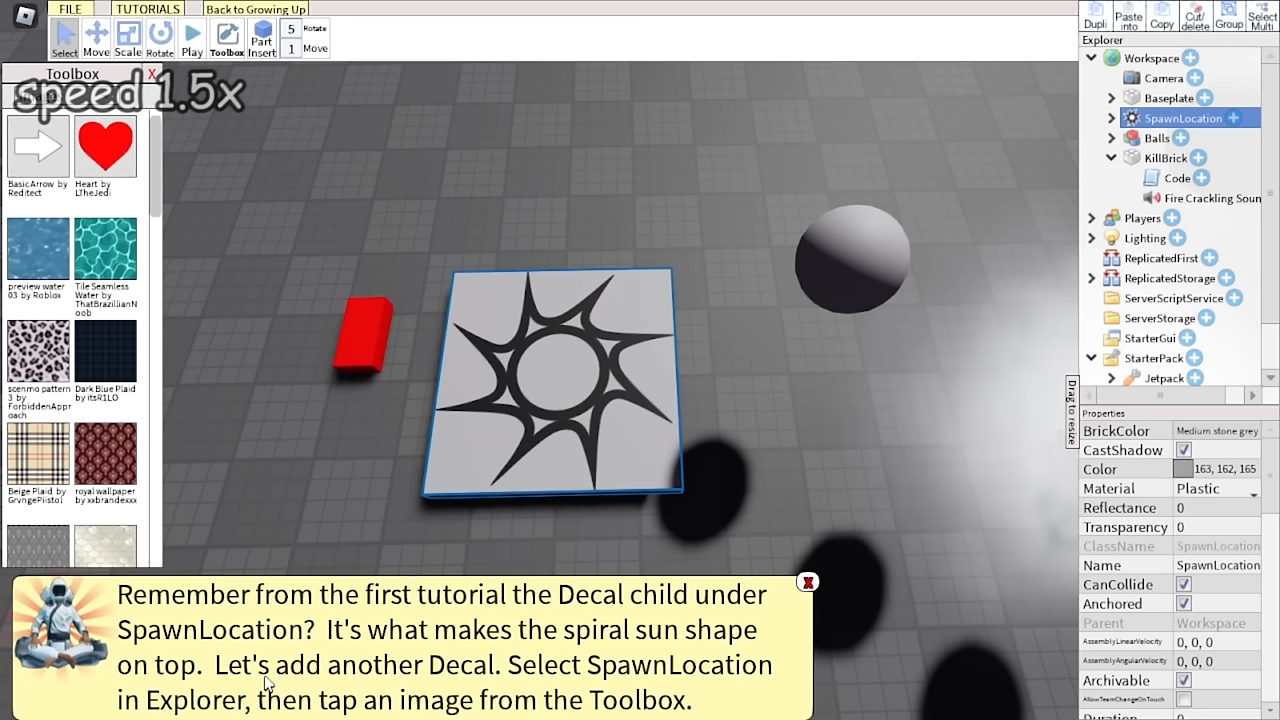 FILE
TUTORIALS
Back to Growing Up
Select
Move
Scale
Rotate
Play
Toolbox
Part
Insert
5 Rotate
1 Move
Dupli
Paste
into
Copy
Cut/
delete
Group
Select
Multi
Toolbox X
speed 1.5x
BasicArrow by
Reditect
Heart by
LTheJedi
preview water
03 by Roblox
Tile Seamless
Water by
ThatBrazillianN
oob
scenmo pattern
3 by
ForbiddenAppr
oach
Dark Blue Plaid
by itsR1LO
Beige Plaid by
GrvngePiistol
royal wallpaper
by xxbrandexxx
Explorer
Workspace
Camera
Baseplate
SpawnLocation
Balls
KillBrick
Code
Fire Crackling Soun
Players
Lighting
ReplicatedFirst
ReplicatedStorage
ServerScriptService
ServerStorage
StarterGui
StarterPack
Jetpack
Drag to resize
Properties
BrickColor Medium stone grey
CastShadow
Color 163, 162, 165
Material Plastic
Reflectance 0
Transparency 0
ClassName SpawnLocation
Name SpawnLocation
CanCollide
Anchored
Parent Workspace
AssemblyLinearVelocity 0, 0, 0
AssemblyAngularVelocity 0, 0, 0
Archivable
AllowTeamChangeOnTouch
Duration
Remember from the first tutorial the Decal child under
SpawnLocation? It's what makes the spiral sun shape
on top. Let's add another Decal. Select SpawnLocation
in Explorer, then tap an image from the Toolbox.
X